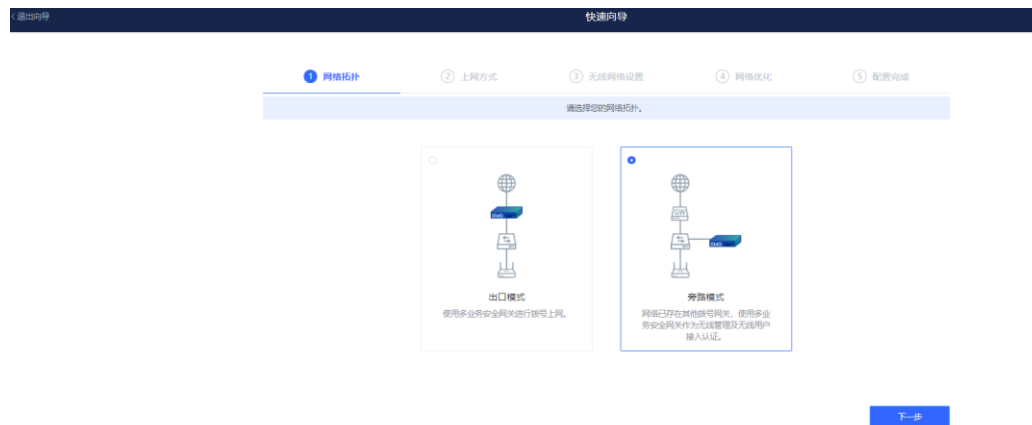 < 退出向导
快速向导
1 网络拓扑
2 上网方式
3 无线网络设置
4 网络优化
5 配置完成
请选择您的网络拓扑。
GW
出口模式
使用多业务安全网关进行拨号上网。
旁路模式
网络已存在其他拨号网关，使用多业
务安全网关作为无线管理及无线用户
接入认证。
下一步